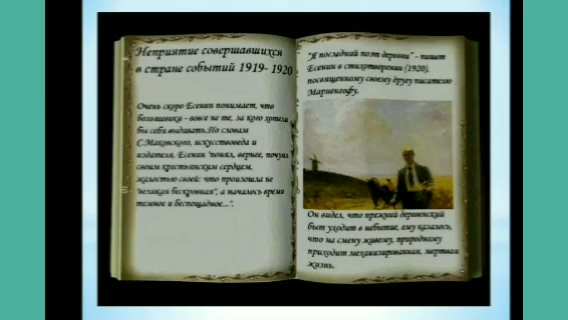 Неприятие совершавшихся
в стране событий 1919- 1920
Очень скоро Есенин понимает, что
большевики - вовсе не те, за кого хотели
бы себя выдавать.По словам
С.Маковского, искусствоведа и
издателя, Есенин "понял, вернее, почуял
своим крестьянским сердцем,
жалостью своей: что произошла не
"великая бескровная", а началось время
темное и беспощадное...".
"Я последний поэт деревни" - пишет
Есенин в стихотворении (1920),
посвященному своему другу писателю
Мариенгофу.
Он видел, что прежний деревенский
быт уходит в небытие, ему казалось,
что на смену живому, природному
приходит механизированная, мертвая
жизнь.